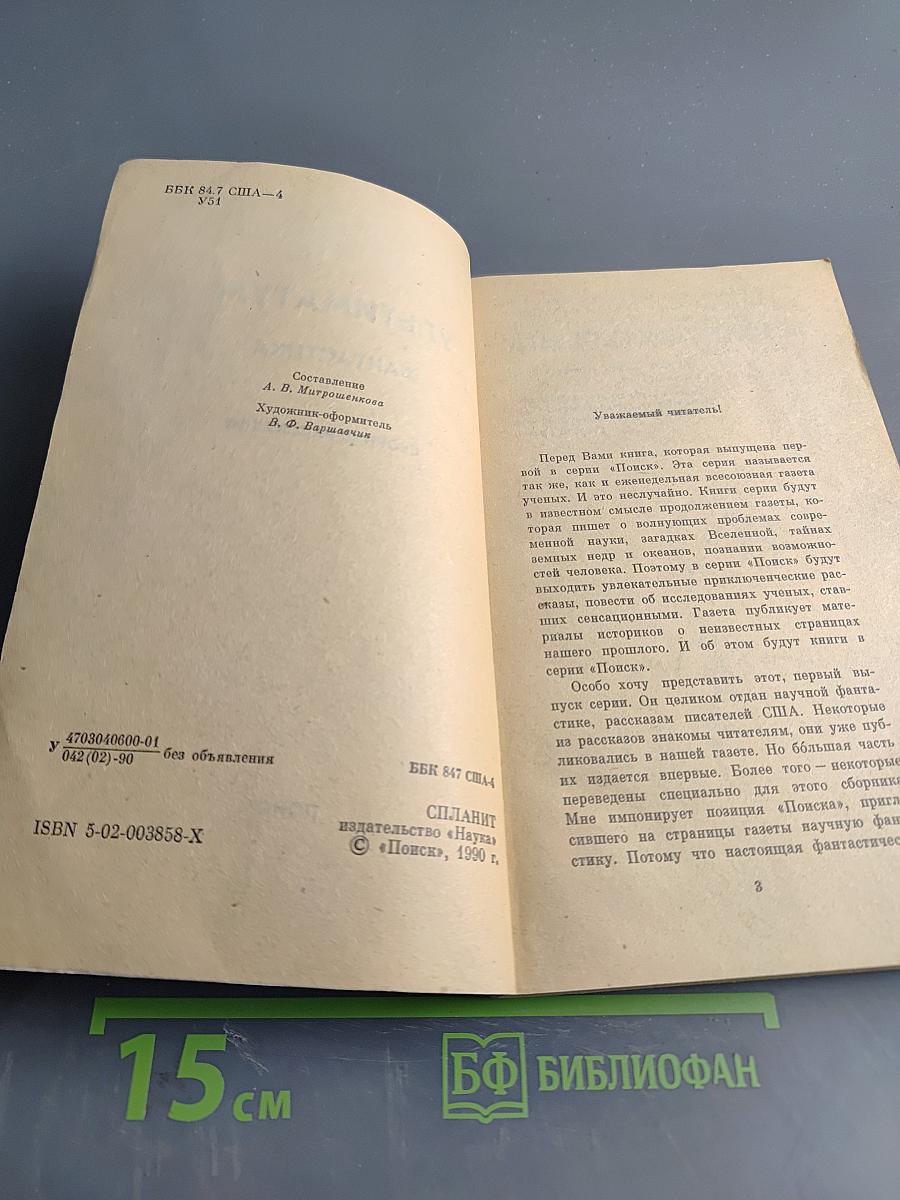 ББК 84.7 США—4
У51
Составление
А. В. Митрошенкова
Художник-оформитель
В. Ф. Варшавчик
У 4703040600-01
042(02)-90
без объявления
ISBN 5-02-003858-X
ББК 847 США-4
СПЛАНИТ
издательство «Наука»
© «Поиск», 1990 г.
Уважаемый читатель!
Перед Вами книга, которая выпущена пер-
вой в серии «Поиск». Эта серия называется
так же, как и еженедельная всесоюзная газета
ученых. И это неслучайно. Книги серии будут
в известном смысле продолжением газеты, ко-
торая пишет о волнующих проблемах совре-
менной науки, загадках Вселенной, тайнах
земных недр и океанов, познании возможно-
стей человека. Поэтому в серии «Поиск» будут
выходить увлекательные приключенческие рас-
сказы, повести об исследованиях ученых, став-
ших сенсационными. Газета публикует мате-
риалы историков о неизвестных страницах
нашего прошлого. И об этом будут книги в
серии «Поиск».
Особо хочу представить этот, первый вы-
пуск серии. Он целиком отдан научной фанта-
стике, рассказам писателей США. Некоторые
из рассказов знакомы читателям, они уже пуб-
ликовались в нашей газете. Но бо́льшая часть
их издается впервые. Более того — некоторые
переведены специально для этого сборника
Мне импонирует позиция «Поиска», пригл
сившего на страницы газеты научную фан
стику. Потому что настоящая фантастичес
3
15 см
БФ БИБЛИОФАН